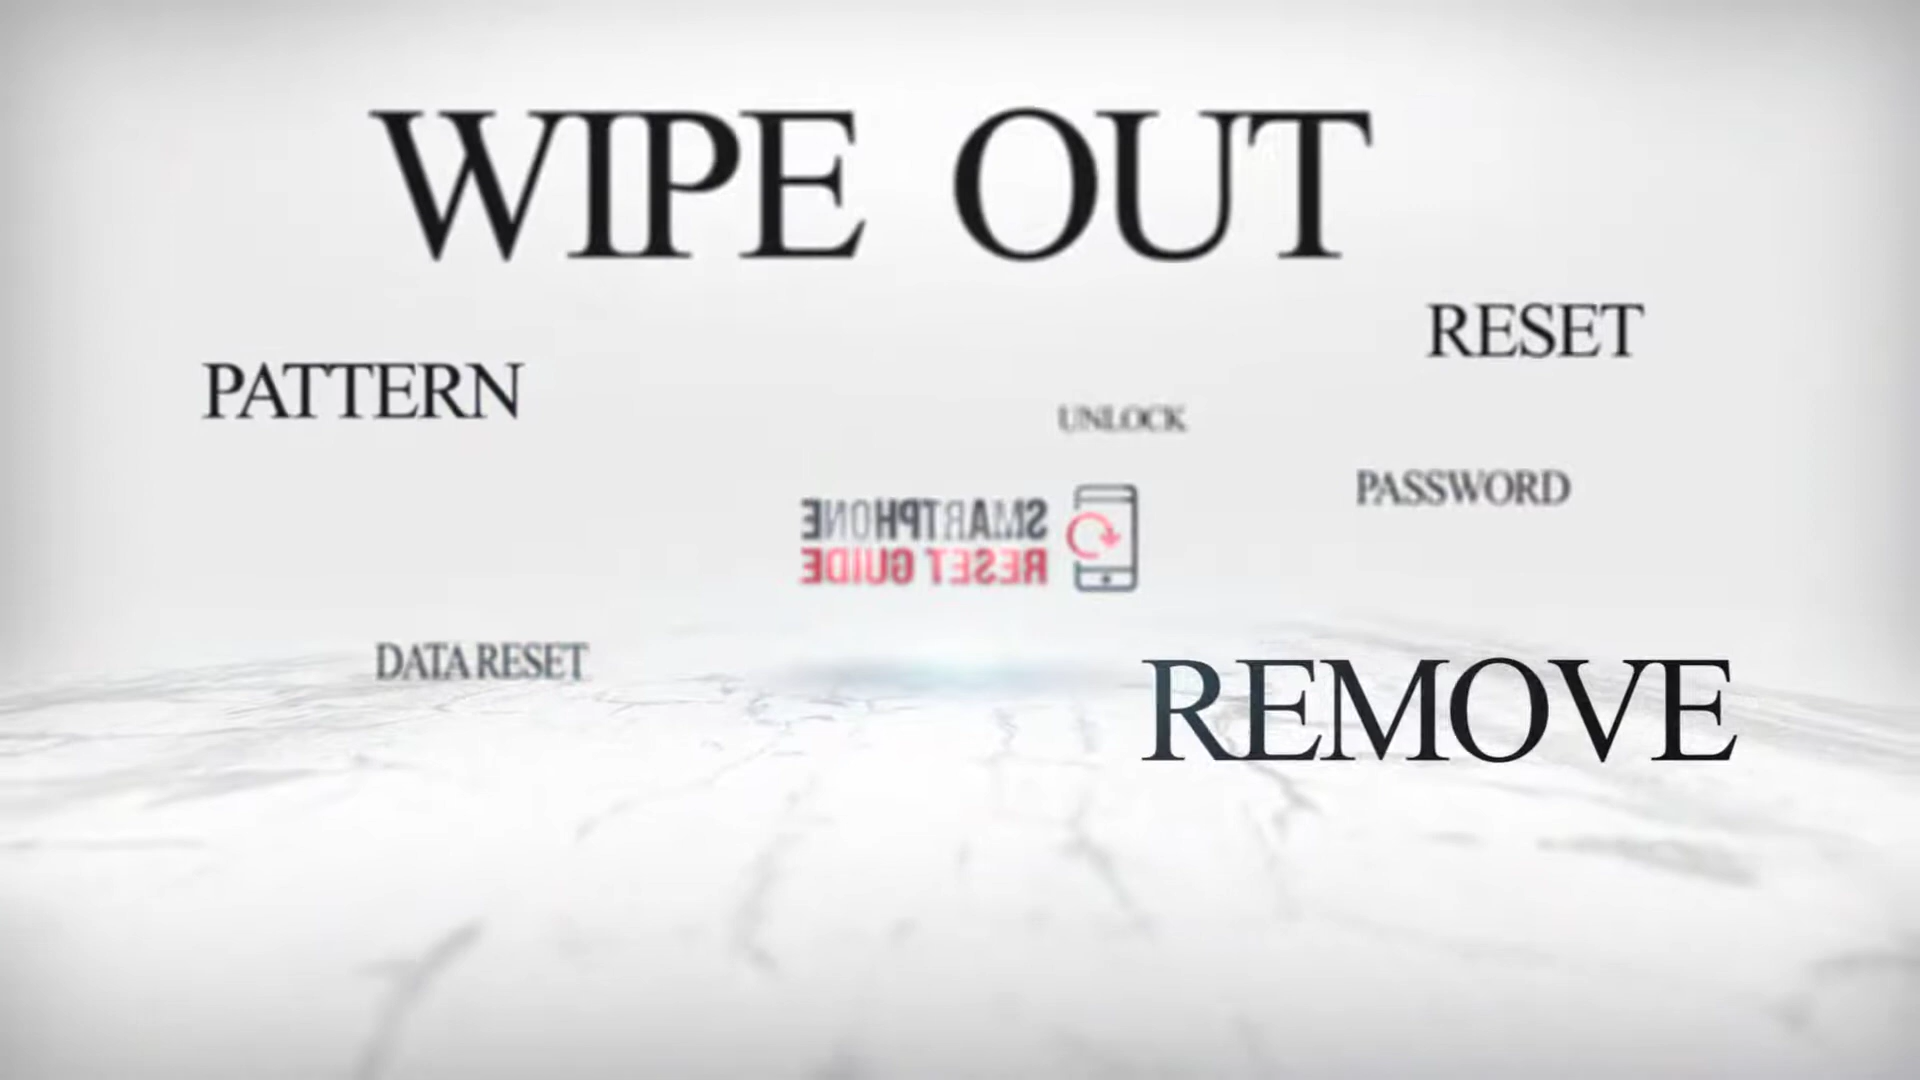 WIPE OUT
RESET
PATTERN
UNLOCK
PASSWORD
SMARTPHONE
RESET GUIDE
DATA RESET
REMOVE